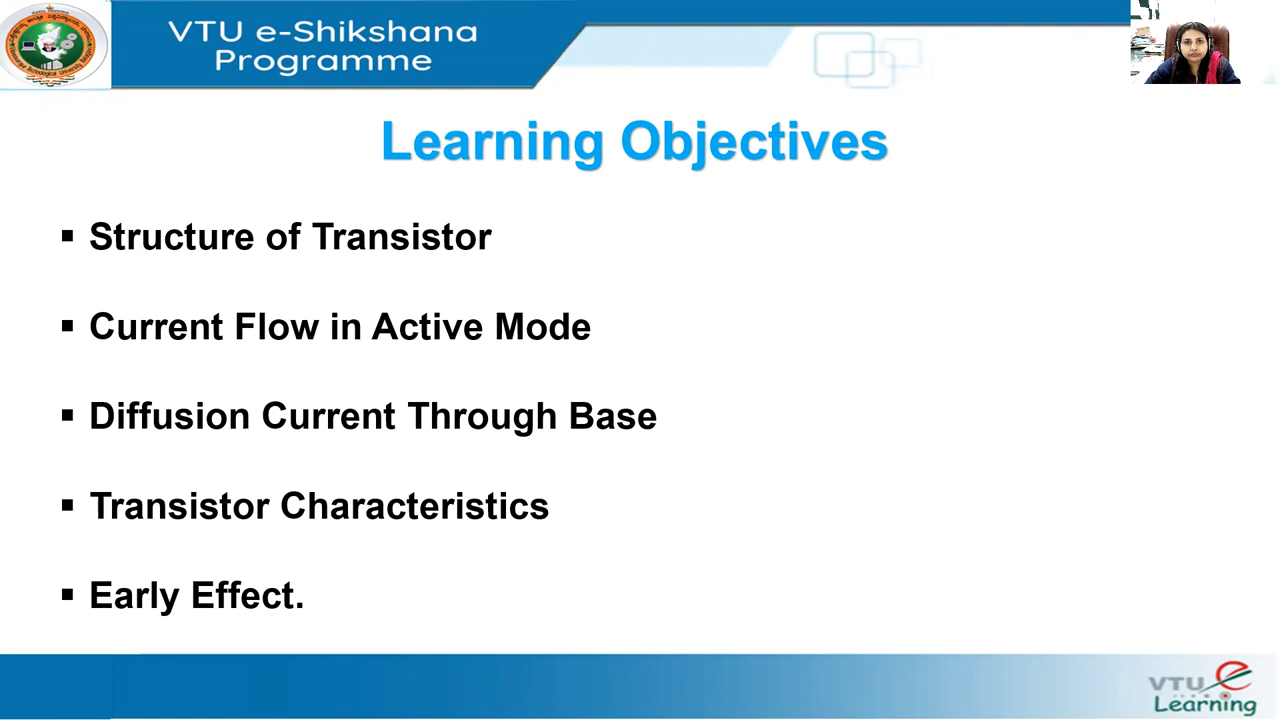 VTU e-Shikshana
Programme
Learning Objectives
▪ Structure of Transistor
▪ Current Flow in Active Mode
▪ Diffusion Current Through Base
▪ Transistor Characteristics
▪ Early Effect.
VTU e
Learning